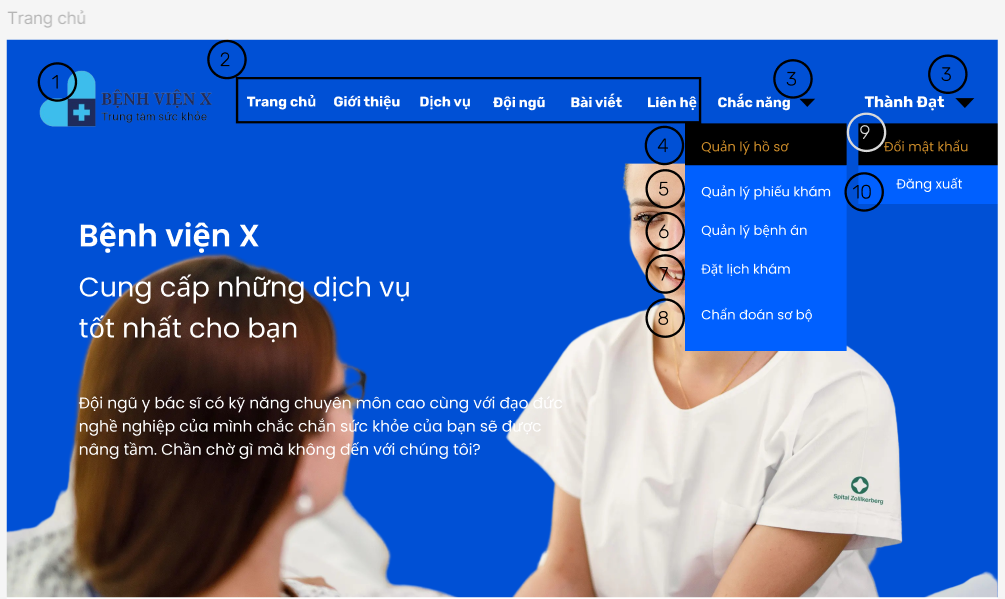 Trang chủ
1
2
3
3
BỆNH VIỆN X
Trung tâm sức khỏe
Trang chủ Giới thiệu Dịch vụ Đội ngũ Bài viết Liên hệ Chắc năng Thành Đạt
4 Quản lý hồ sơ
9 Đổi mật khẩu
5 Quản lý phiếu khám
10 Đăng xuất
6 Quản lý bệnh án
7 Đặt lịch khám
8 Chẩn đoán sơ bộ
Bệnh viện X
Cung cấp những dịch vụ
tốt nhất cho bạn
Đội ngũ y bác sĩ có kỹ năng chuyên môn cao cùng với đạo đức
nghề nghiệp của mình chắc chắn sức khỏe của bạn sẽ được
nâng tầm. Chần chờ gì mà không đến với chúng tôi?
Spital Zollikerberg